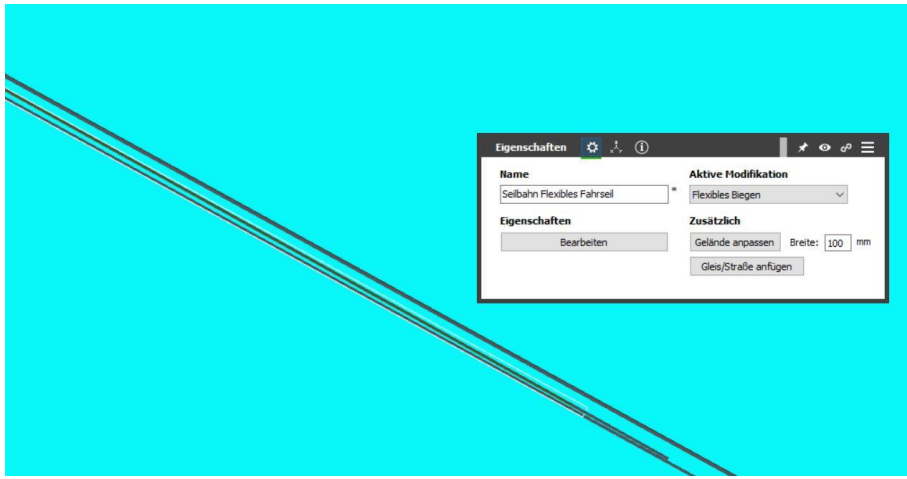 Eigenschaften
Name
Aktive Modifikation
Seilbahn Flexibles Fahrseil *
Flexibles Biegen
Eigenschaften
Zusätzlich
Bearbeiten
Gelände anpassen Breite: 100 mm
Gleis/Straße anfügen